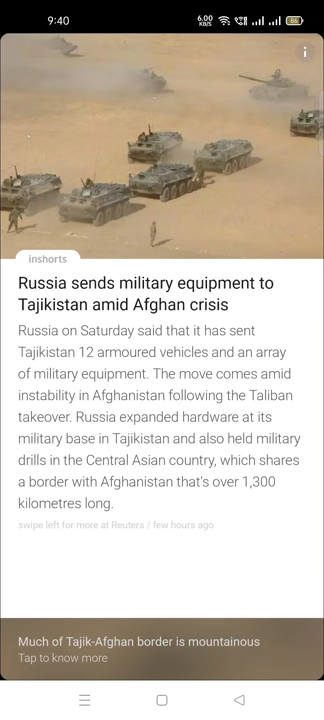 9:40
6.00
KB/S
86
inshorts
Russia sends military equipment to
Tajikistan amid Afghan crisis
Russia on Saturday said that it has sent
Tajikistan 12 armoured vehicles and an array
of military equipment. The move comes amid
instability in Afghanistan following the Taliban
takeover. Russia expanded hardware at its
military base in Tajikistan and also held military
drills in the Central Asian country, which shares
a border with Afghanistan that's over 1,300
kilometres long.
swipe left for more at Reuters / few hours ago
Much of Tajik-Afghan border is mountainous
Tap to know more